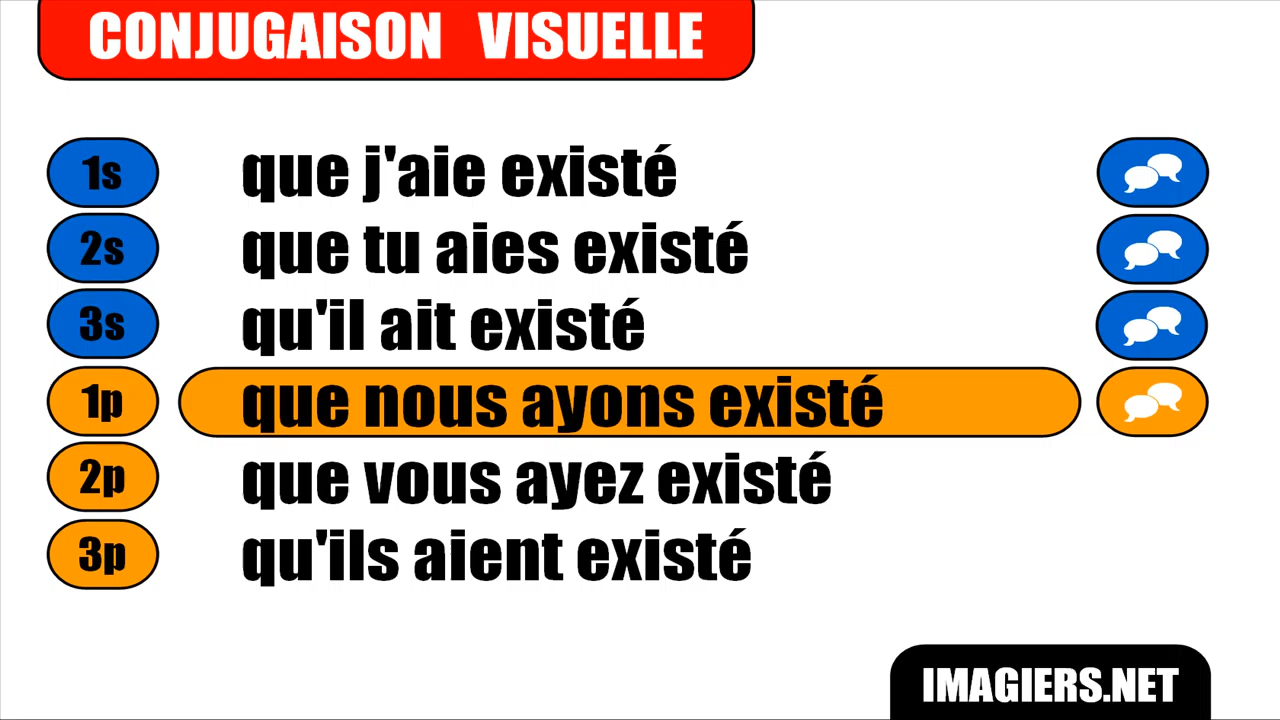 CONJUGAISON VISUELLE
1s que j'aie existé
2s que tu aies existé
3s qu'il ait existé
1p que nous ayons existé
2p que vous ayez existé
3p qu'ils aient existé
IMAGIERS.NET